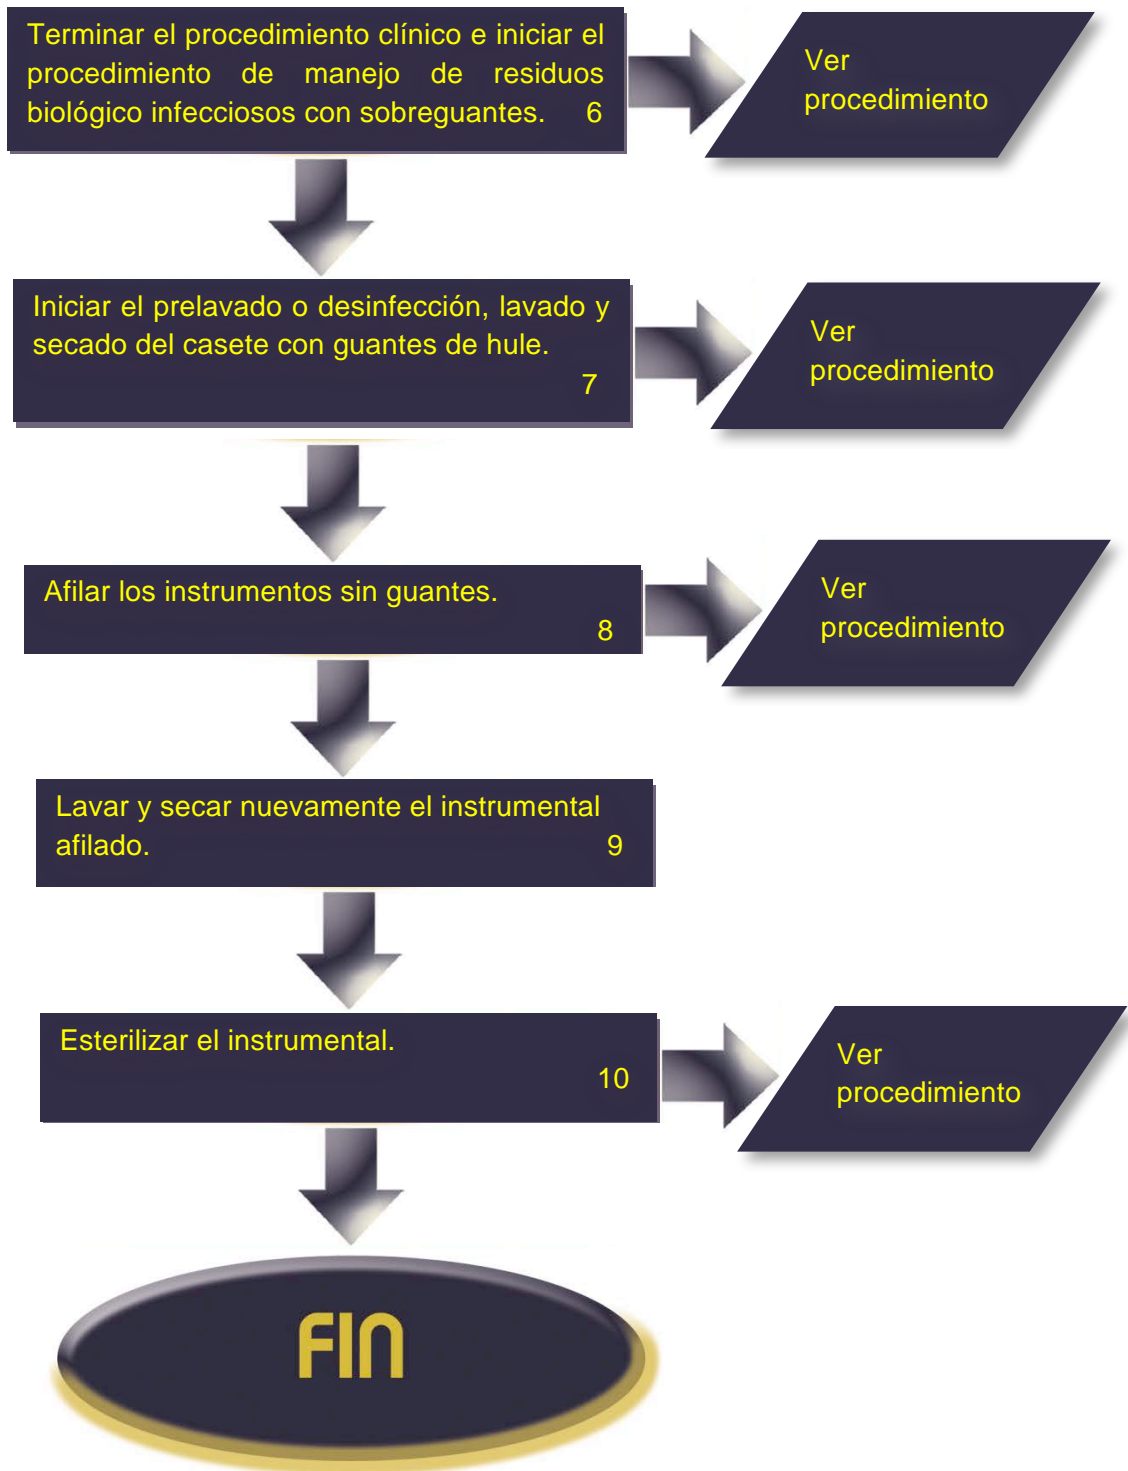 Terminar el procedimiento clínico e iniciar el
procedimiento de manejo de residuos
biológico infecciosos con sobreguantes. 6
Ver
procedimiento
Iniciar el prelavado o desinfección, lavado y
secado del casete con guantes de hule.
7
Ver
procedimiento
Afilar los instrumentos sin guantes.
8
Ver
procedimiento
Lavar y secar nuevamente el instrumental
afilado. 9
Esterilizar el instrumental.
10
Ver
procedimiento
FIN